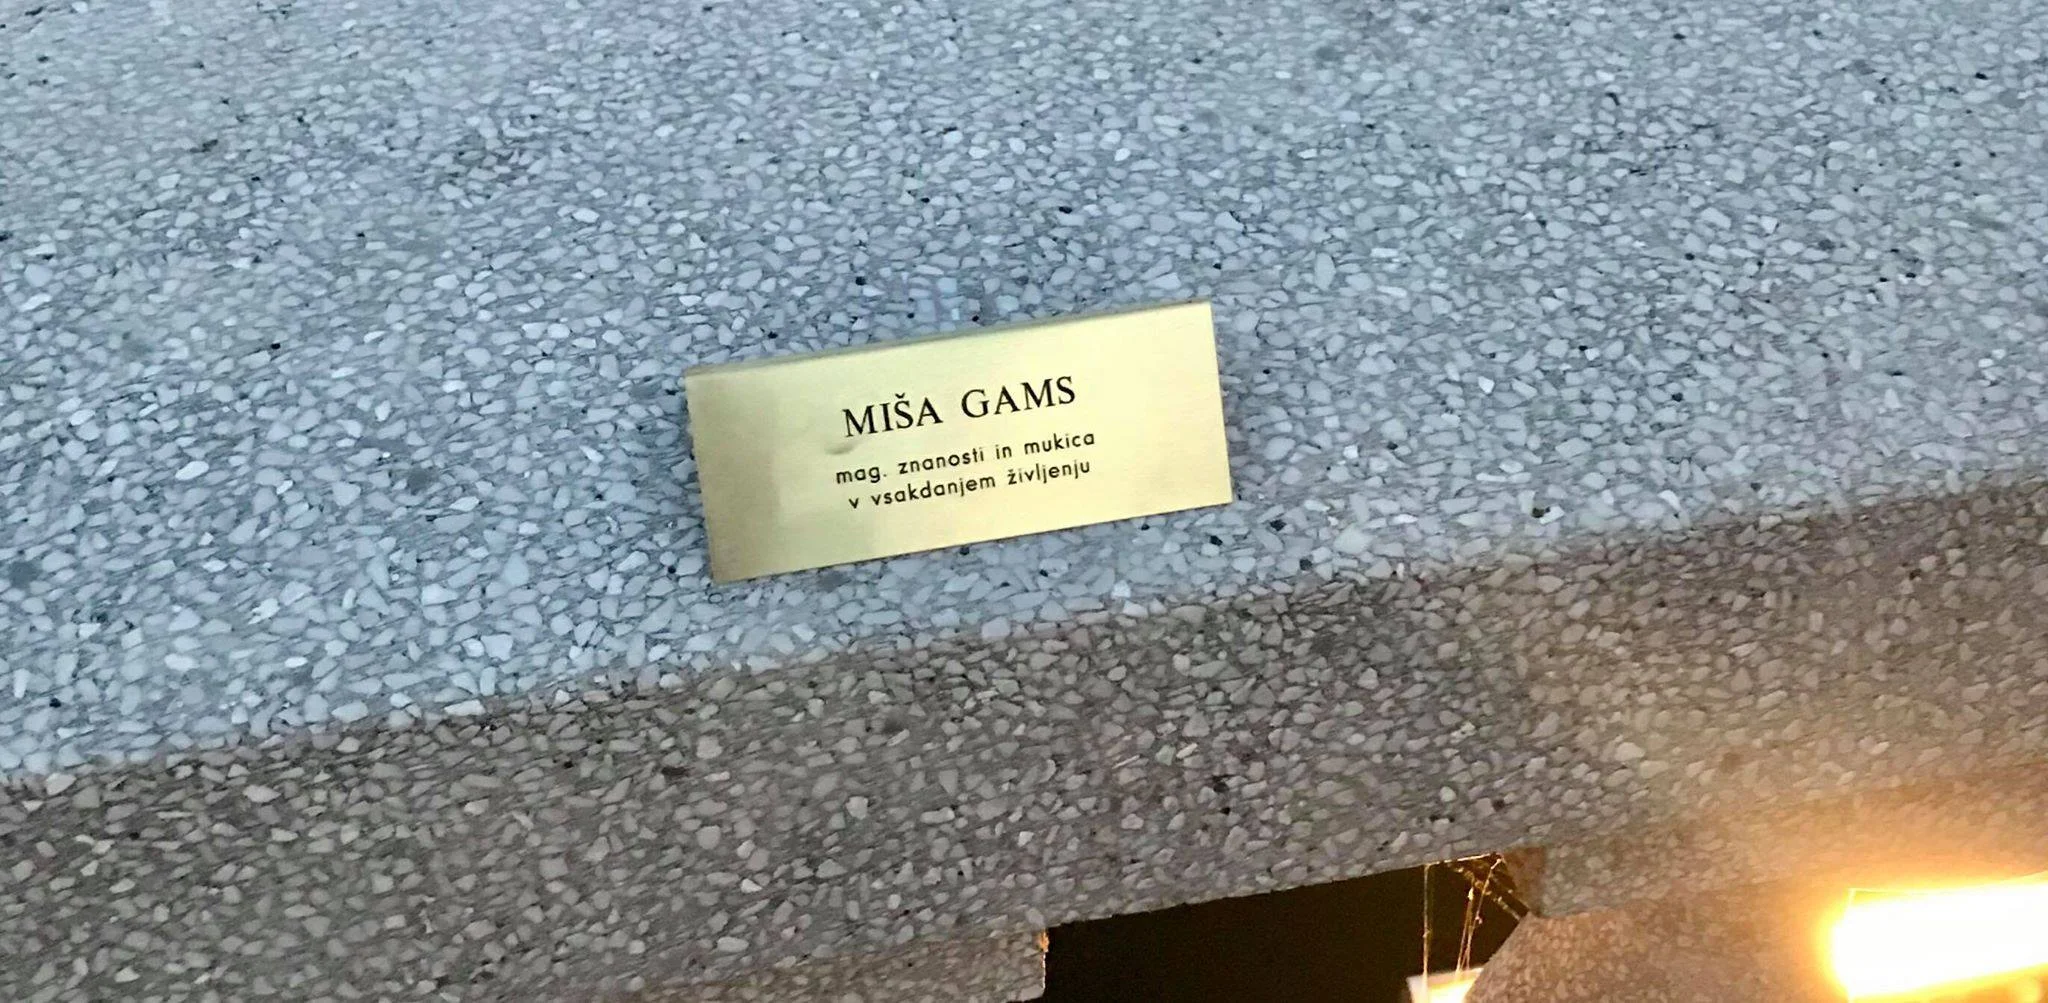 MIŠA GAMS
mag. znanosti in mukica
v vsakdanjem življenju